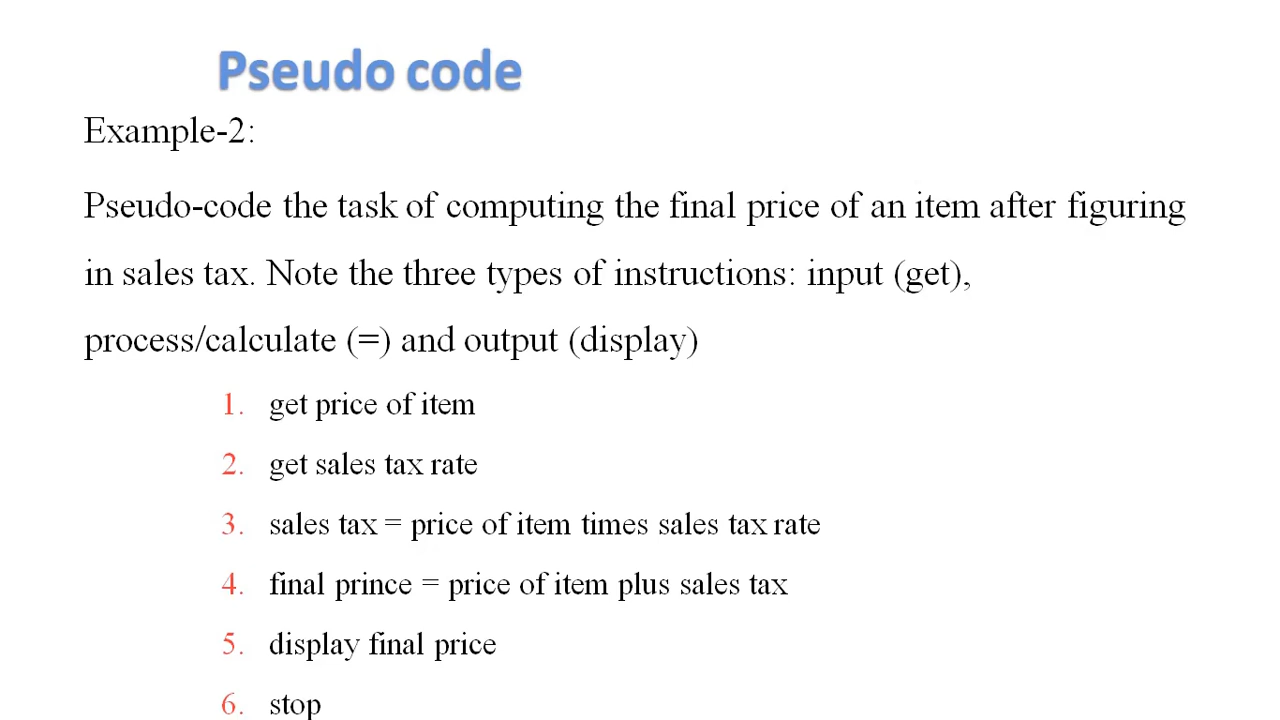 Pseudo code
Example-2:
Pseudo-code the task of computing the final price of an item after figuring
in sales tax. Note the three types of instructions: input (get),
process/calculate (=) and output (display)
1. get price of item
2. get sales tax rate
3. sales tax = price of item times sales tax rate
4. final prince = price of item plus sales tax
5. display final price
6. stop